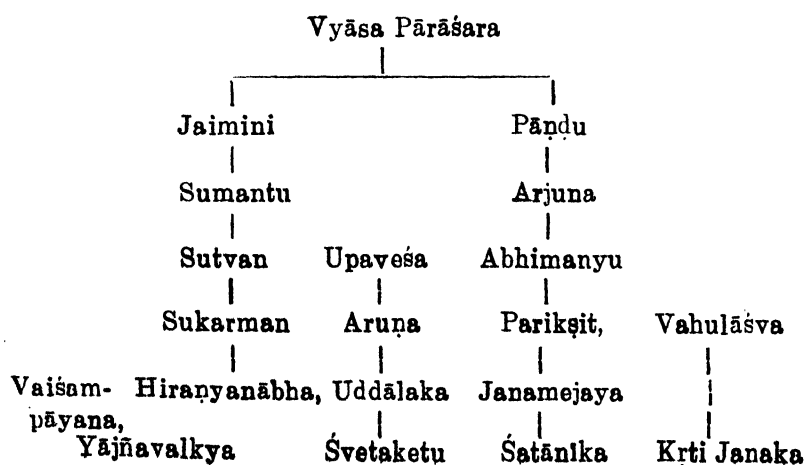 Vyāsa Pārāśara
Jaimini Pāṇḍu
Sumantu Arjuna
Sutvan Upaveśa Abhimanyu
Sukarman Aruṇa Parikṣit, Vahulāśva
Vaiśam- Hiraṇyanābha, Uddālaka Janamejaya
pāyana,
Yājñavalkya Śvetaketu Śatānīka Kṛti Janaka